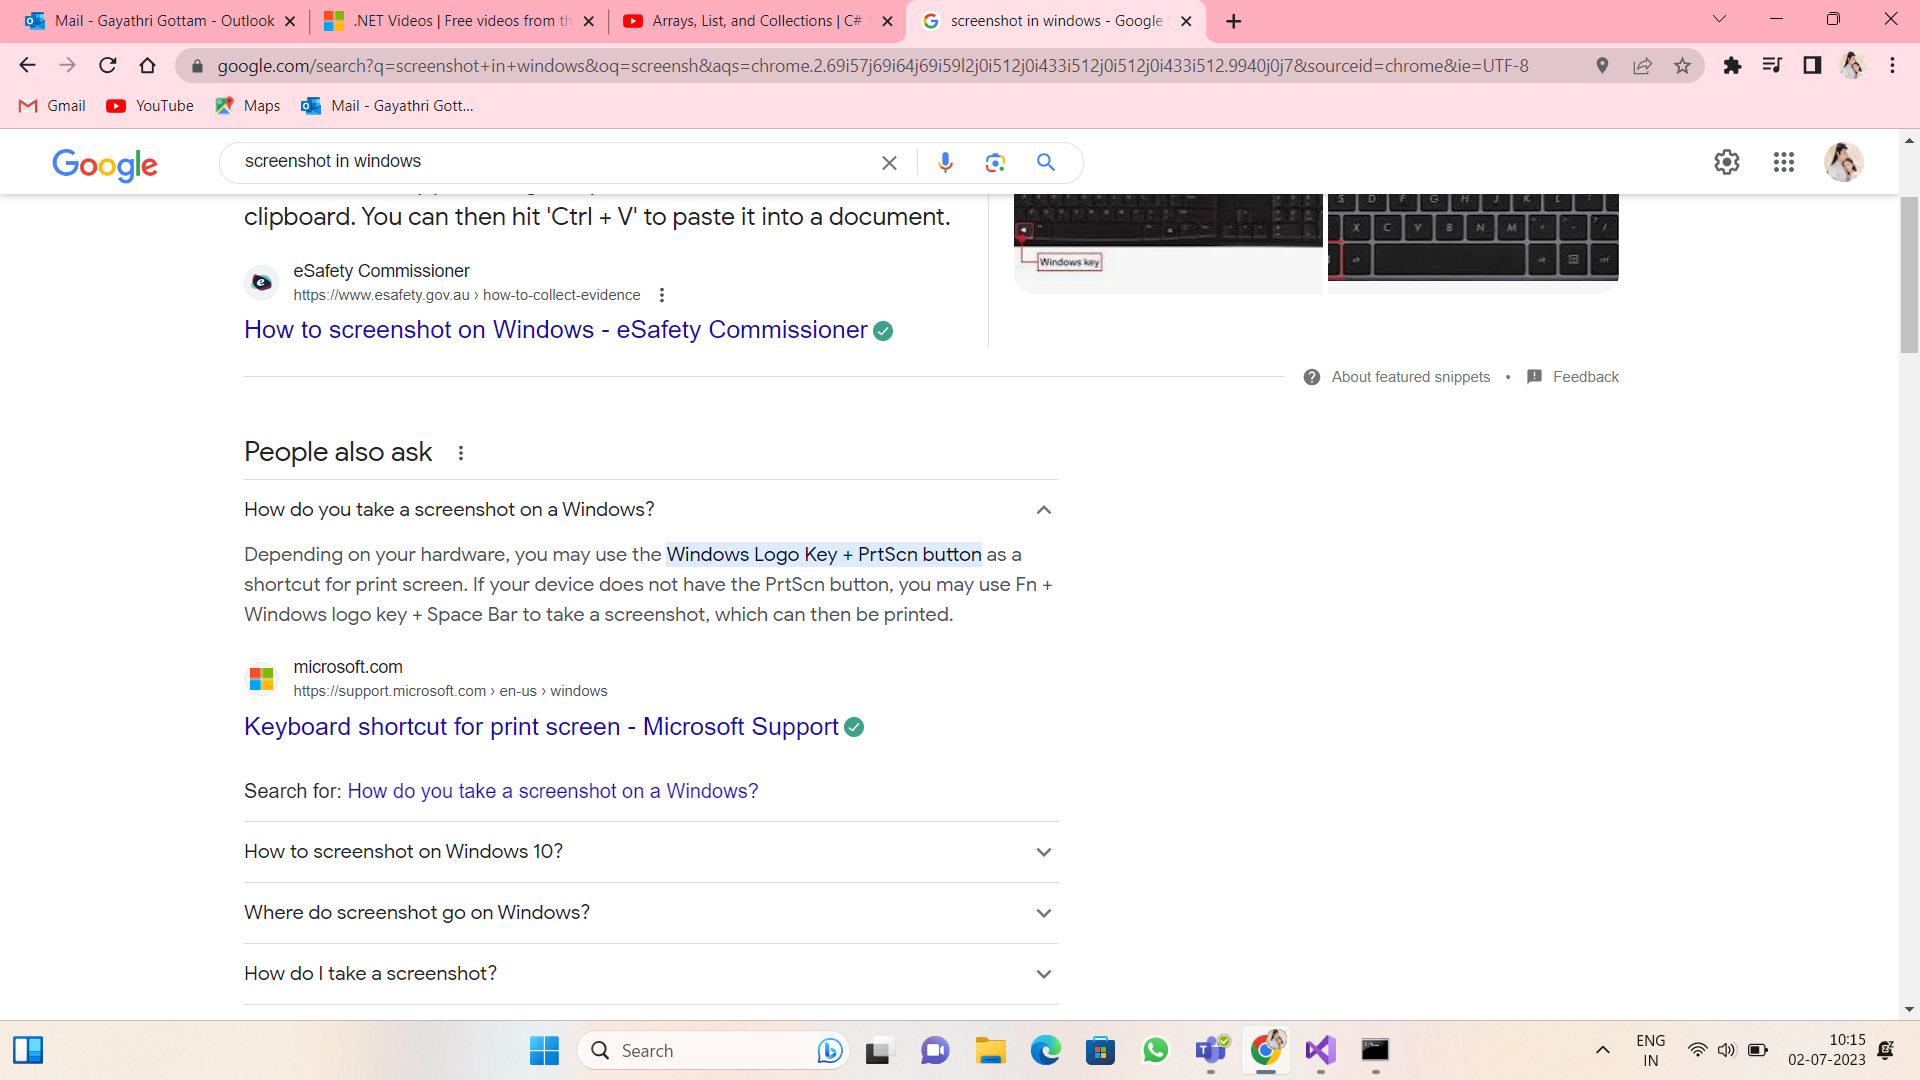 Mail - Gayathri Gottam - Outlook
.NET Videos | Free videos from th
Arrays, List, and Collections | C#
screenshot in windows - Google
google.com/search?q=screenshot+in+windows&oq=screensh&aqs=chrome.2.69i57j69i64j69i59l2j0i512j0i433i512j0i512j0i433i512.9940j0j7&sourceid=chrome&ie=UTF-8
Gmail
YouTube
Maps
Mail - Gayathri Gott...
Google
screenshot in windows
clipboard. You can then hit 'Ctrl + V' to paste it into a document.
Windows key
eSafety Commissioner
https://www.esafety.gov.au › how-to-collect-evidence
How to screenshot on Windows - eSafety Commissioner
About featured snippets • Feedback
People also ask
How do you take a screenshot on a Windows?
Depending on your hardware, you may use the Windows Logo Key + PrtScn button as a
shortcut for print screen. If your device does not have the PrtScn button, you may use Fn +
Windows logo key + Space Bar to take a screenshot, which can then be printed.
microsoft.com
https://support.microsoft.com › en-us › windows
Keyboard shortcut for print screen - Microsoft Support
Search for: How do you take a screenshot on a Windows?
How to screenshot on Windows 10?
Where do screenshot go on Windows?
How do I take a screenshot?
Search
ENG
IN
10:15
02-07-2023